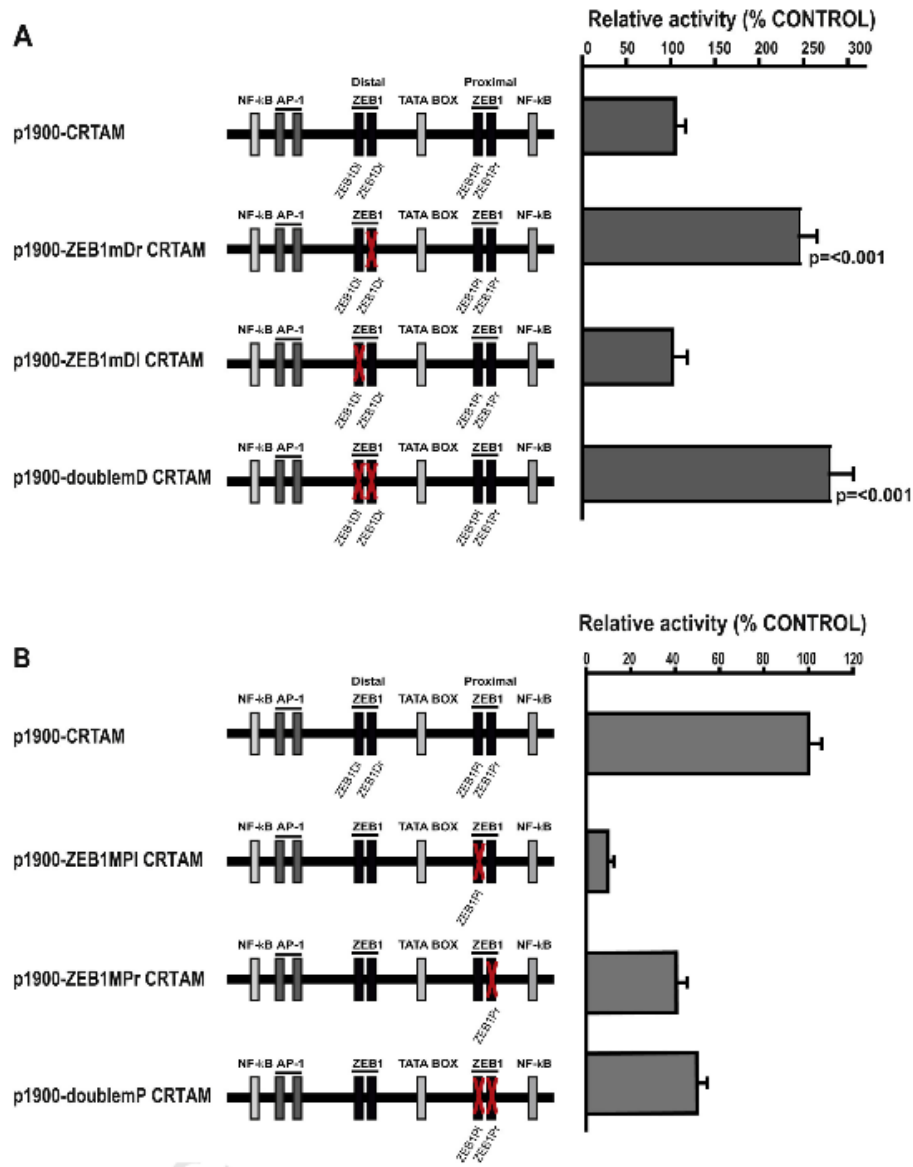 A
Relative activity (% CONTROL)
0 50 100 150 200 250 300
Distal Proximal
NF-kB AP-1 ZEB1 TATA BOX ZEB1 NF-kB
p1900-CRTAM
ZEB1Dl ZEB1Dr ZEB1Pl ZEB1Pr
NF-kB AP-1 ZEB1 TATA BOX ZEB1 NF-kB
p1900-ZEB1mDr CRTAM
p=<0.001
ZEB1Dl ZEB1Dr ZEB1Pl ZEB1Pr
NF-kB AP-1 ZEB1 TATA BOX ZEB1 NF-kB
p1900-ZEB1mDl CRTAM
ZEB1Dl ZEB1Dr ZEB1Pl ZEB1Pr
NF-kB AP-1 ZEB1 TATA BOX ZEB1 NF-kB
p1900-doublemD CRTAM
p=<0.001
ZEB1Dl ZEB1Dr ZEB1Pl ZEB1Pr
B
Relative activity (% CONTROL)
0 20 40 60 80 100 120
Distal Proximal
NF-kB AP-1 ZEB1 TATA BOX ZEB1 NF-kB
p1900-CRTAM
ZEB1Dl ZEB1Dr ZEB1Pl ZEB1Pr
NF-kB AP-1 ZEB1 TATA BOX ZEB1 NF-kB
p1900-ZEB1MPl CRTAM
ZEB1Pl
NF-kB AP-1 ZEB1 TATA BOX ZEB1 NF-kB
p1900-ZEB1MPr CRTAM
ZEB1Pr
NF-kB AP-1 ZEB1 TATA BOX ZEB1 NF-kB
p1900-doublemP CRTAM
ZEB1Pl ZEB1Pr